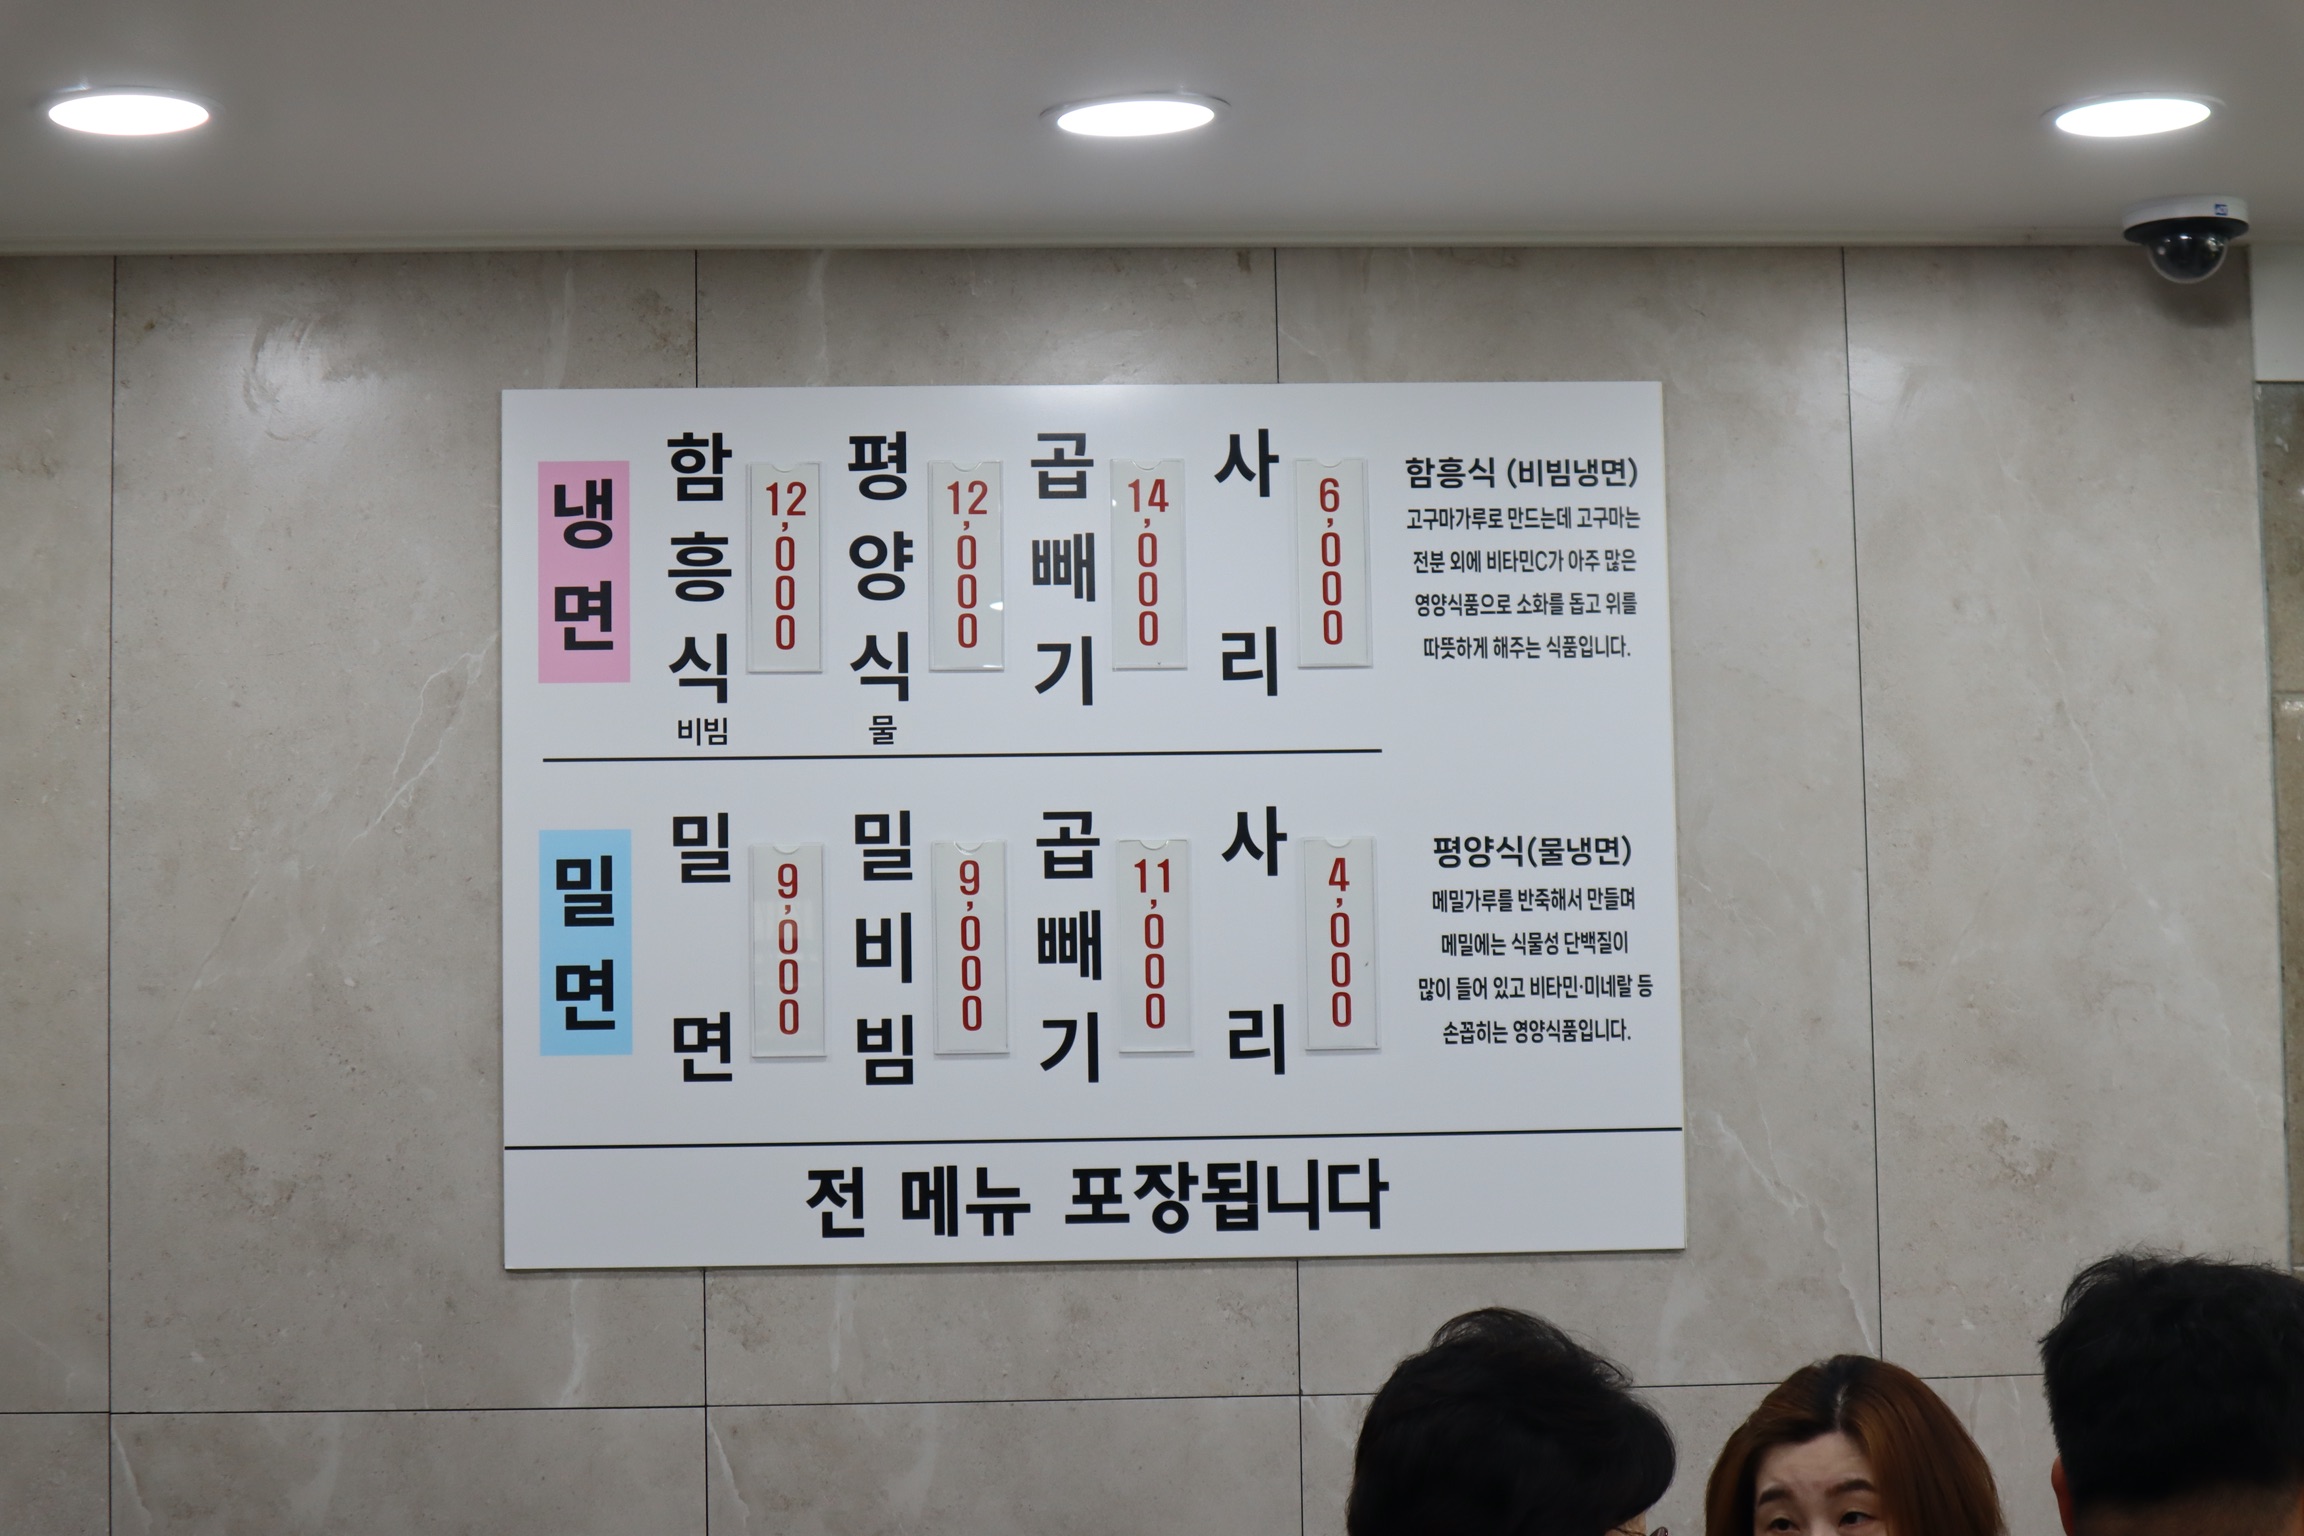 냉면
함흥식
비빔
12,000
평양식
물
12,000
곱빼기
14,000
사리
6,000
함흥식 (비빔냉면)
고구마가루로 만드는데 고구마는
전분 외에 비타민C가 아주 많은
영양식품으로 소화를 돕고 위를
따뜻하게 해주는 식품입니다.
밀면
밀면
9,000
밀비빔
9,000
곱빼기
11,000
사리
4,000
평양식(물냉면)
메밀가루를 반죽해서 만들며
메밀에는 식물성 단백질이
많이 들어 있고 비타민·미네랄 등
손꼽히는 영양식품입니다.
전 메뉴 포장됩니다